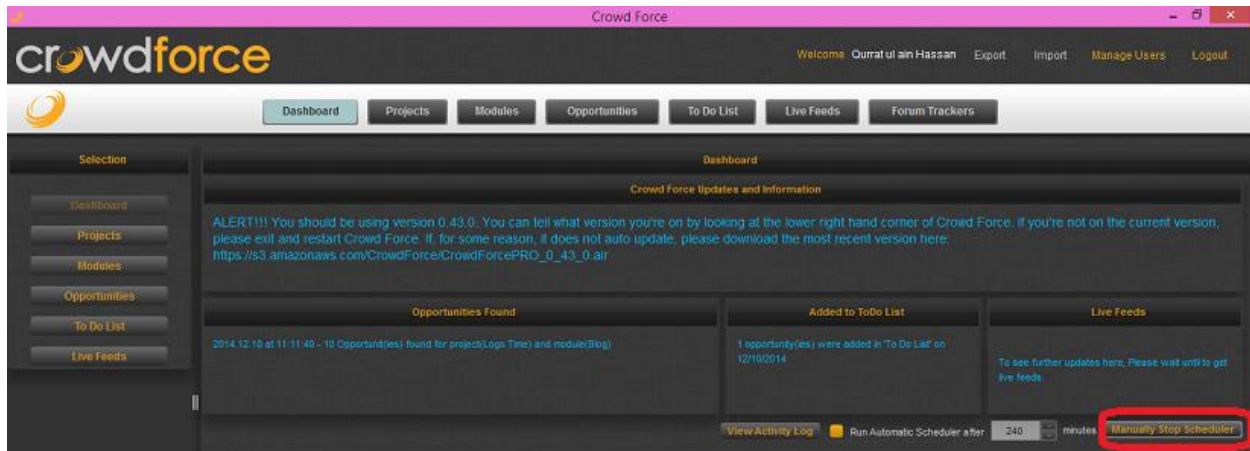 Crowd Force
crowdforce
Welcome Qurrat ul ain Hassan Export Import Manage Users Logout
Dashboard Projects Modules Opportunities To Do List Live Feeds Forum Trackers
Selection
Dashboard
Projects
Modules
Opportunities
To Do List
Live Feeds
Dashboard
Crowd Force Updates and Information
ALERT!!! You should be using version 0.43.0. You can tell what version you're on by looking at the lower right hand corner of Crowd Force. If you're not on the current version,
please exit and restart Crowd Force. If, for some reason, it does not auto update, please download the most recent version here:
https://s3.amazonaws.com/CrowdForce/CrowdForcePRO_0_43_0.air
Opportunities Found
2014.12.10 at 11:11:40 - 10 Opportunit(ies) found for project(Logo Time) and module(Blog)
Added to ToDo List
1 opportunity(ies) were added in 'To Do List' on
12/10/2014
Live Feeds
To see further updates here, Please wait until to get
live feeds.
View Activity Log Run Automatic Scheduler after 240 minutes Manually Stop Scheduler